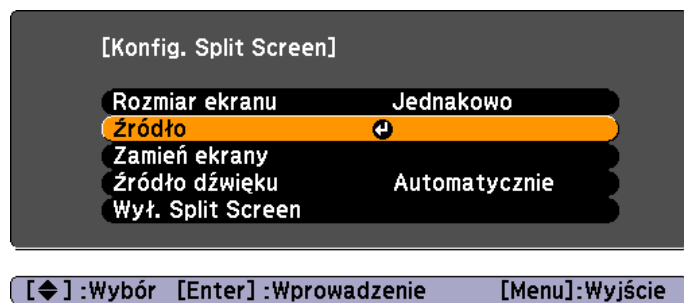 [Konfig. Split Screen]
Rozmiar ekranu Jednakowo
Źródło
Zamień ekrany
Źródło dźwięku Automatycznie
Wył. Split Screen
[◆] :Wybór [Enter] :Wprowadzenie [Menu]:Wyjście